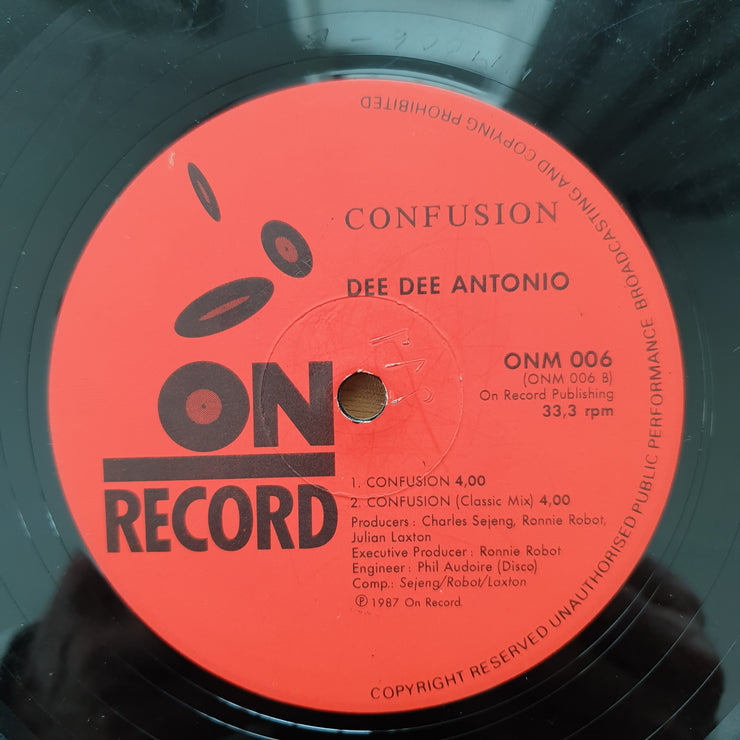 CONFUSION
DEE DEE ANTONIO
ONM 006
(ONM 006 B)
On Record Publishing
33,3 rpm
ON
RECORD
1. CONFUSION 4,00
2. CONFUSION (Classic Mix) 4,00
Producers : Charles Sejeng, Ronnie Robot,
Julian Laxton
Executive Producer : Ronnie Robot
Engineer : Phil Audoire (Disco)
Comp.: Sejeng/Robot/Laxton
℗ 1987 On Record.
COPYRIGHT RESERVED UNAUTHORISED PUBLIC PERFORMANCE BROADCASTING AND COPYING PROHIBITED